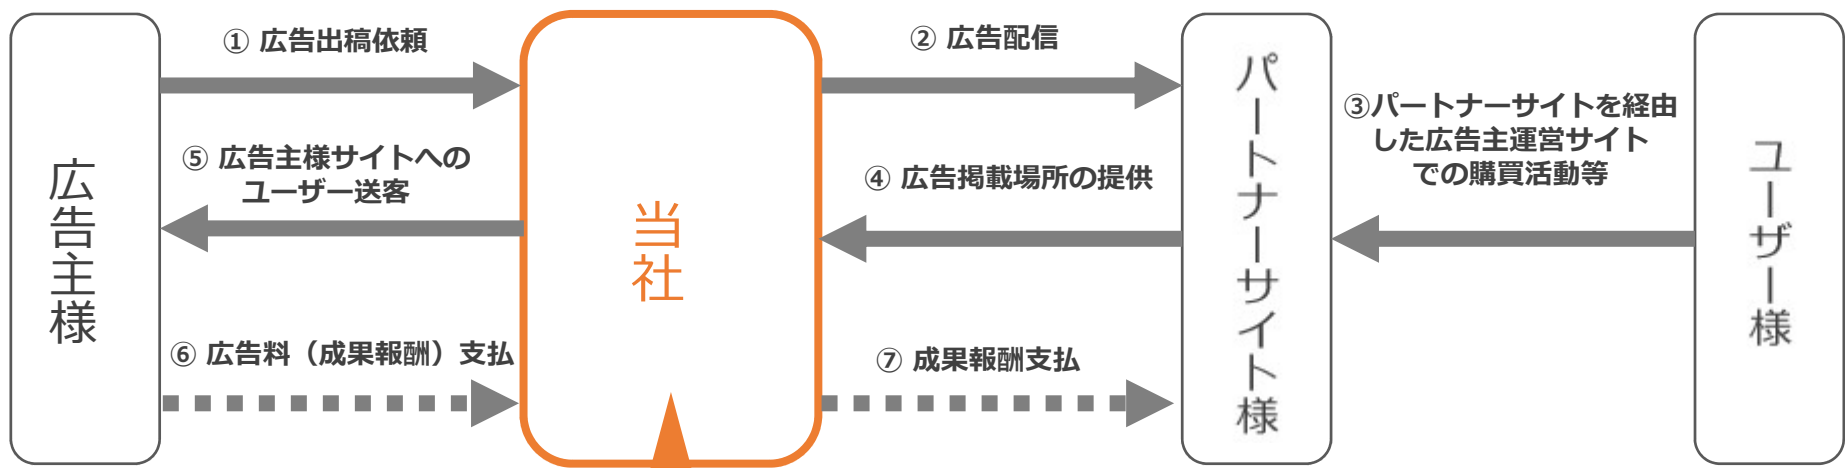 広告主様
① 広告出稿依頼
⑤ 広告主様サイトへの
ユーザー送客
⑥ 広告料（成果報酬）支払
当社
② 広告配信
④ 広告掲載場所の提供
⑦ 成果報酬支払
パートナーサイト様
③パートナーサイトを経由
した広告主運営サイト
での購買活動等
ユーザー様